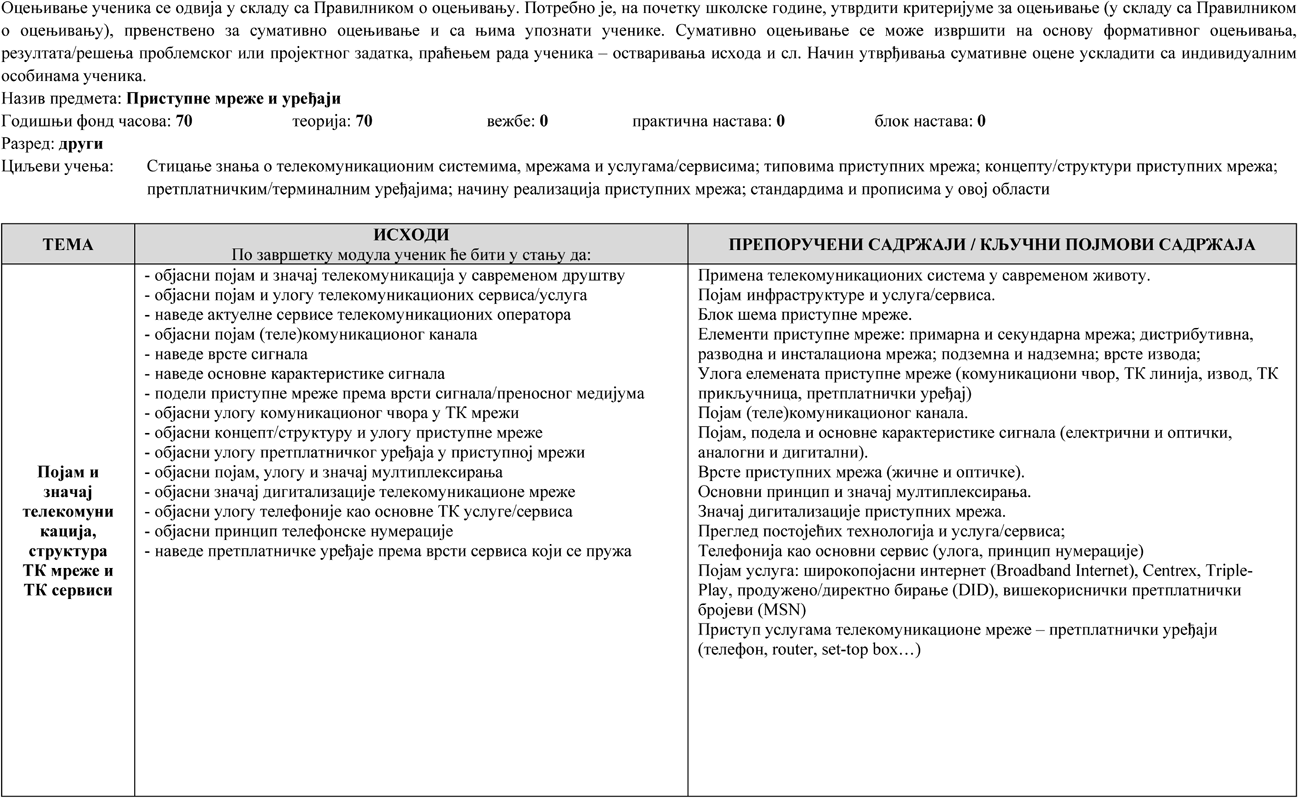 Оцењивање ученика се одвија у складу са Правилником о оцењивању. Потребно је, на почетку школске године, утврдити критеријуме за оцењивање (у складу са Правилником
о оцењивању), првенствено за сумативно оцењивање и са њима упознати ученике. Сумативно оцењивање се може извршити на основу формативног оцењивања,
резултата/решења проблемског или пројектног задатка, праћењем рада ученика – остваривања исхода и сл. Начин утврђивања сумативне оцене ускладити са индивидуалним
особинама ученика.
Назив предмета: Приступне мреже и уређаји
Годишњи фонд часова: 70 теорија: 70 вежбе: 0 практична настава: 0 блок настава: 0
Разред: други
Циљеви учења: Стицање знања о телекомуникационим системима, мрежама и услугама/сервисима; типовима приступних мрежа; концепту/структури приступних мрежа;
претплатничким/терминалним уређајима; начину реализација приступних мрежа; стандардима и прописима у овој области
ТЕМА
ИСХОДИ
По завршетку модула ученик ће бити у стању да:
ПРЕПОРУЧЕНИ САДРЖАЈИ / КЉУЧНИ ПОЈМОВИ САДРЖАЈА
Појам и
значај
телекомуни
кација,
структура
ТК мреже и
ТК сервиси
- објасни појам и значај телекомуникација у савременом друштву
- објасни појам и улогу телекомуникационих сервиса/услуга
- наведе актуелне сервисе телекомуникационих оператора
- објасни појам (теле)комуникационог канала
- наведе врсте сигнала
- наведе основне карактеристике сигнала
- подели приступне мреже према врсти сигнала/преносног медијума
- објасни улогу комуникационог чвора у ТК мрежи
- објасни концепт/структуру и улогу приступне мреже
- објасни улогу претплатничког уређаја у приступној мрежи
- објасни појам, улогу и значај мултиплексирања
- објасни значај дигитализације телекомуникационе мреже
- објасни улогу телефоније као основне ТК услуге/сервиса
- објасни принцип телефонске нумерације
- наведе претплатничке уређаје према врсти сервиса који се пружа
Примена телекомуникационих система у савременом животу.
Појам инфраструктуре и услуга/сервиса.
Блок шема приступне мреже.
Елементи приступне мреже: примарна и секундарна мрежа; дистрибутивна,
разводна и инсталациона мрежа; подземна и надземна; врсте извода;
Улога елемената приступне мреже (комуникациони чвор, ТК линија, извод, ТК
прикључница, претплатнички уређај)
Појам (теле)комуникационог канала.
Појам, подела и основне карактеристике сигнала (електрични и оптички,
аналогни и дигитални).
Врсте приступних мрежа (жичне и оптичке).
Основни принцип и значај мултиплексирања.
Значај дигитализације приступних мрежа.
Преглед постојећих технологија и услуга/сервиса;
Телефонија као основни сервис (улога, принцип нумерације)
Појам услуга: широкопојасни интернет (Broadband Internet), Centrex, Triple-
Play, продужено/директно бирање (DID), вишекориснички претплатнички
бројеви (MSN)
Приступ услугама телекомуникационе мреже – претплатнички уређаји
(телефон, router, set-top box…)